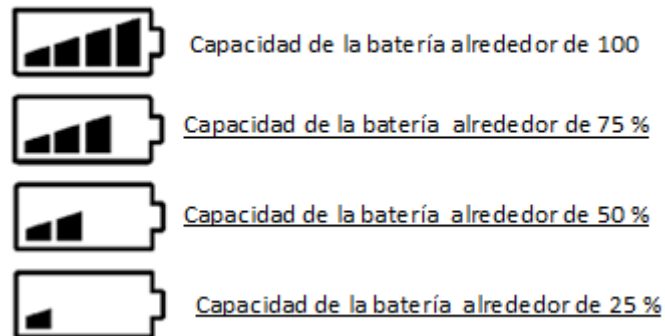 Capacidad de la batería alrededor de 100
Capacidad de la batería alrededor de 75 %
Capacidad de la batería alrededor de 50 %
Capacidad de la batería alrededor de 25 %